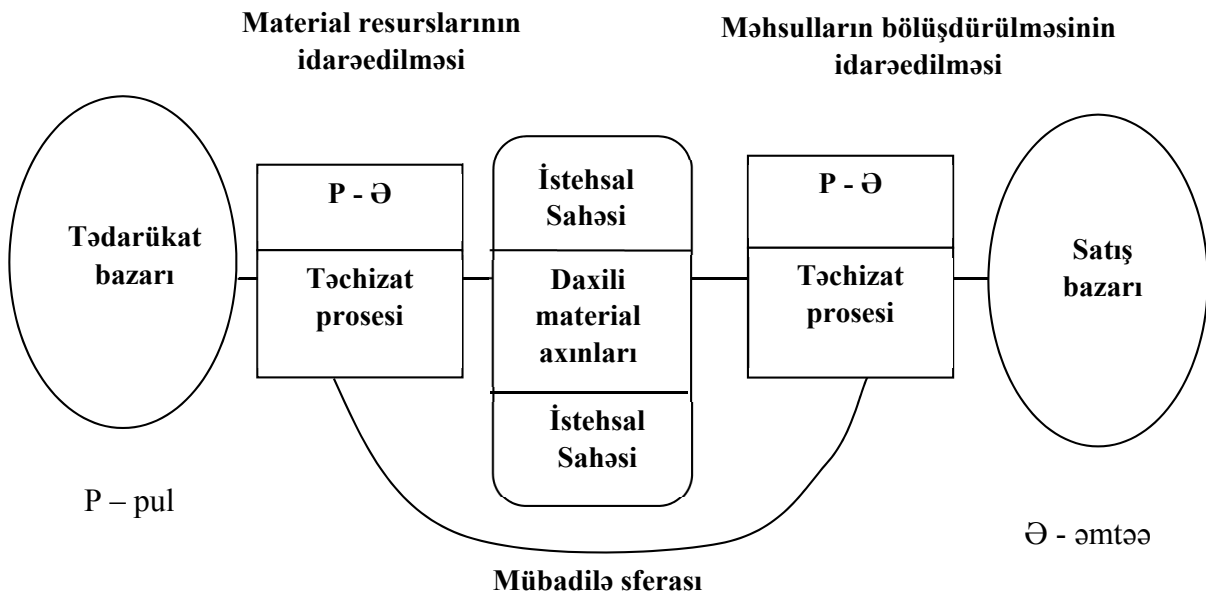 Material resurslarının
idarəedilməsi
Məhsulların bölüşdürülməsinin
idarəedilməsi
Tədarükat
bazarı
P - Ə
Təchizat
prosesi
İstehsal
Sahəsi
Daxili
material
axınları
İstehsal
Sahəsi
P - Ə
Təchizat
prosesi
Satış
bazarı
P – pul
Ə - əmtəə
Mübadilə sferası